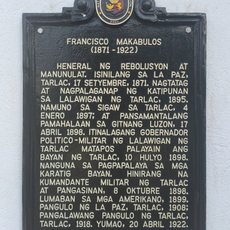 FRANCISCO MAKABULOS
(1871-1922)
HENERAL NG REBOLUSYON AT
MANUNULAT. ISINILANG SA LA PAZ,
TARLAC, 17 SETYEMBRE, 1871. NAGTATAG
AT NAGPALAGANAP NG KATIPUNAN
SA LALAWIGAN NG TARLAC, 1895.
NAMUNO SA SIGAW SA TARLAC, 4
ENERO 1897; AT PANSAMANTALANG
PAMAHALAAN SA GITNANG LUZON, 17
ABRIL 1898. ITINALAGANG GOBERNADOR
POLITICO-MILITAR NG LALAWIGAN NG
TARLAC MATAPOS PALAYAIN ANG
BAYAN NG TARLAC, 10 HULYO 1898.
NANGUNA SA PAGPAPALAYA SA MGA
KARATIG BAYAN. HINIRANG NA
KUMANDANTE MILITAR NG TARLAC
AT PANGASINAN, 8 OKTUBRE 1898.
LUMABAN SA MGA AMERIKANO, 1899.
PANGULO NG LA PAZ, TARLAC, 1908;
PANGALAWANG PANGULO NG TARLAC,
TARLAC, 1918. YUMAO, 20 ABRIL 1922.